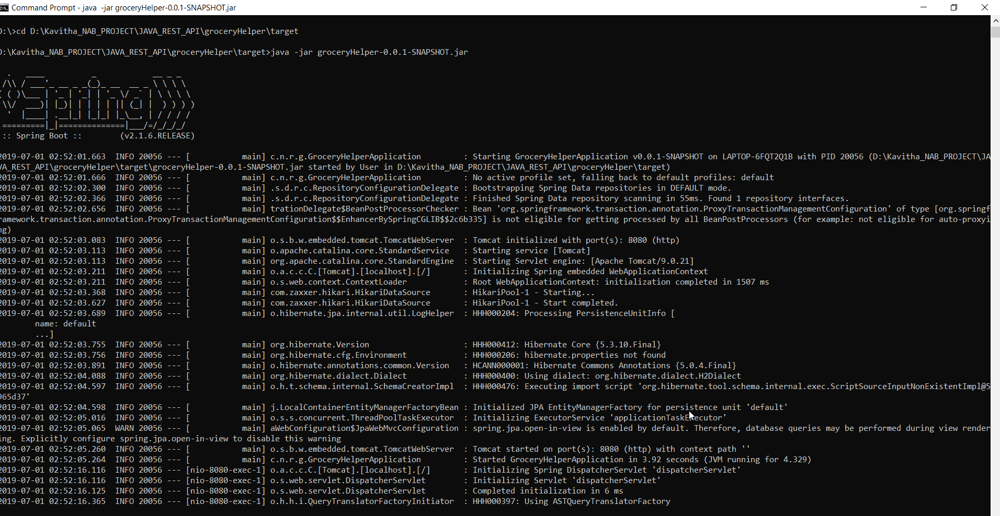 Command Prompt - java  -jar groceryHelper-0.0.1-SNAPSHOT.jar
D:\>cd D:\Kavitha_NAB_PROJECT\JAVA_REST_API\groceryHelper\target
D:\Kavitha_NAB_PROJECT\JAVA_REST_API\groceryHelper\target>java -jar groceryHelper-0.0.1-SNAPSHOT.jar
  .   ____          _            __ _ _
 /\\ / ___'_ __ _ _(_)_ __  __ _ \ \ \ \
( ( )\___ | '_ | '_| | '_ \/ _` | \ \ \ \
 \\/  ___)| |_)| | | | | || (_| |  ) ) ) )
  '  |____| .__|_| |_|_| |_\__, | / / / /
 =========|_|==============|___/=/_/_/_/
 :: Spring Boot ::        (v2.1.6.RELEASE)
2019-07-01 02:52:01.663  INFO 20056 --- [           main] c.n.r.g.GroceryHelperApplication         : Starting GroceryHelperApplication v0.0.1-SNAPSHOT on LAPTOP-6FQT2Q1B with PID 20056 (D:\Kavitha_NAB_PROJECT\JA
VA_REST_API\groceryHelper\target\groceryHelper-0.0.1-SNAPSHOT.jar started by User in D:\Kavitha_NAB_PROJECT\JAVA_REST_API\groceryHelper\target)
2019-07-01 02:52:01.666  INFO 20056 --- [           main] c.n.r.g.GroceryHelperApplication         : No active profile set, falling back to default profiles: default
2019-07-01 02:52:02.300  INFO 20056 --- [           main] .s.d.r.c.RepositoryConfigurationDelegate : Bootstrapping Spring Data repositories in DEFAULT mode.
2019-07-01 02:52:02.366  INFO 20056 --- [           main] .s.d.r.c.RepositoryConfigurationDelegate : Finished Spring Data repository scanning in 55ms. Found 1 repository interfaces.
2019-07-01 02:52:02.656  INFO 20056 --- [           main] trationDelegate$BeanPostProcessorChecker : Bean 'org.springframework.transaction.annotation.ProxyTransactionManagementConfiguration' of type [org.springf
ramework.transaction.annotation.ProxyTransactionManagementConfiguration$$EnhancerBySpringCGLIB$$2c6b335] is not eligible for getting processed by all BeanPostProcessors (for example: not eligible for auto-proxyi
ng)
2019-07-01 02:52:03.083  INFO 20056 --- [           main] o.s.b.w.embedded.tomcat.TomcatWebServer  : Tomcat initialized with port(s): 8080 (http)
2019-07-01 02:52:03.113  INFO 20056 --- [           main] o.apache.catalina.core.StandardService   : Starting service [Tomcat]
2019-07-01 02:52:03.113  INFO 20056 --- [           main] org.apache.catalina.core.StandardEngine  : Starting Servlet engine: [Apache Tomcat/9.0.21]
2019-07-01 02:52:03.211  INFO 20056 --- [           main] o.a.c.c.C.[Tomcat].[localhost].[/]       : Initializing Spring embedded WebApplicationContext
2019-07-01 02:52:03.211  INFO 20056 --- [           main] o.s.web.context.ContextLoader            : Root WebApplicationContext: initialization completed in 1507 ms
2019-07-01 02:52:03.368  INFO 20056 --- [           main] com.zaxxer.hikari.HikariDataSource       : HikariPool-1 - Starting...
2019-07-01 02:52:03.627  INFO 20056 --- [           main] com.zaxxer.hikari.HikariDataSource       : HikariPool-1 - Start completed.
2019-07-01 02:52:03.689  INFO 20056 --- [           main] o.hibernate.jpa.internal.util.LogHelper  : HHH000204: Processing PersistenceUnitInfo [
        name: default
        ...]
2019-07-01 02:52:03.755  INFO 20056 --- [           main] org.hibernate.Version                    : HHH000412: Hibernate Core {5.3.10.Final}
2019-07-01 02:52:03.756  INFO 20056 --- [           main] org.hibernate.cfg.Environment            : HHH000206: hibernate.properties not found
2019-07-01 02:52:03.891  INFO 20056 --- [           main] o.hibernate.annotations.common.Version   : HCANN000001: Hibernate Commons Annotations {5.0.4.Final}
2019-07-01 02:52:04.088  INFO 20056 --- [           main] org.hibernate.dialect.Dialect            : HHH000400: Using dialect: org.hibernate.dialect.H2Dialect
2019-07-01 02:52:04.597  INFO 20056 --- [           main] o.h.t.schema.internal.SchemaCreatorImpl  : HHH000476: Executing import script 'org.hibernate.tool.schema.internal.exec.ScriptSourceInputNonExistentImpl@5
965d37'
2019-07-01 02:52:04.598  INFO 20056 --- [           main] j.LocalContainerEntityManagerFactoryBean : Initialized JPA EntityManagerFactory for persistence unit 'default'
2019-07-01 02:52:05.016  INFO 20056 --- [           main] o.s.s.concurrent.ThreadPoolTaskExecutor  : Initializing ExecutorService 'applicationTaskExecutor'
2019-07-01 02:52:05.065  WARN 20056 --- [           main] aWebConfiguration$JpaWebMvcConfiguration : spring.jpa.open-in-view is enabled by default. Therefore, database queries may be performed during view render
ing. Explicitly configure spring.jpa.open-in-view to disable this warning
2019-07-01 02:52:05.260  INFO 20056 --- [           main] o.s.b.w.embedded.tomcat.TomcatWebServer  : Tomcat started on port(s): 8080 (http) with context path ''
2019-07-01 02:52:05.264  INFO 20056 --- [           main] c.n.r.g.GroceryHelperApplication         : Started GroceryHelperApplication in 3.92 seconds (JVM running for 4.329)
2019-07-01 02:52:16.116  INFO 20056 --- [nio-8080-exec-1] o.a.c.c.C.[Tomcat].[localhost].[/]       : Initializing Spring DispatcherServlet 'dispatcherServlet'
2019-07-01 02:52:16.116  INFO 20056 --- [nio-8080-exec-1] o.s.web.servlet.DispatcherServlet        : Initializing Servlet 'dispatcherServlet'
2019-07-01 02:52:16.125  INFO 20056 --- [nio-8080-exec-1] o.s.web.servlet.DispatcherServlet        : Completed initialization in 6 ms
2019-07-01 02:52:16.365  INFO 20056 --- [nio-8080-exec-1] o.h.h.i.QueryTranslatorFactoryInitiator  : HHH000397: Using ASTQueryTranslatorFactory